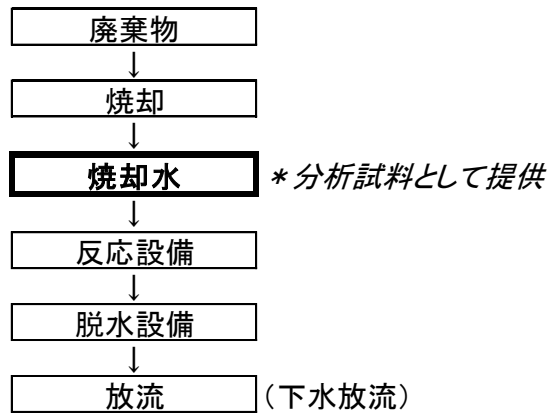 廃棄物
↓
焼却
↓
焼却水 *分析試料として提供
↓
反応設備
↓
脱水設備
↓
放流 (下水放流)